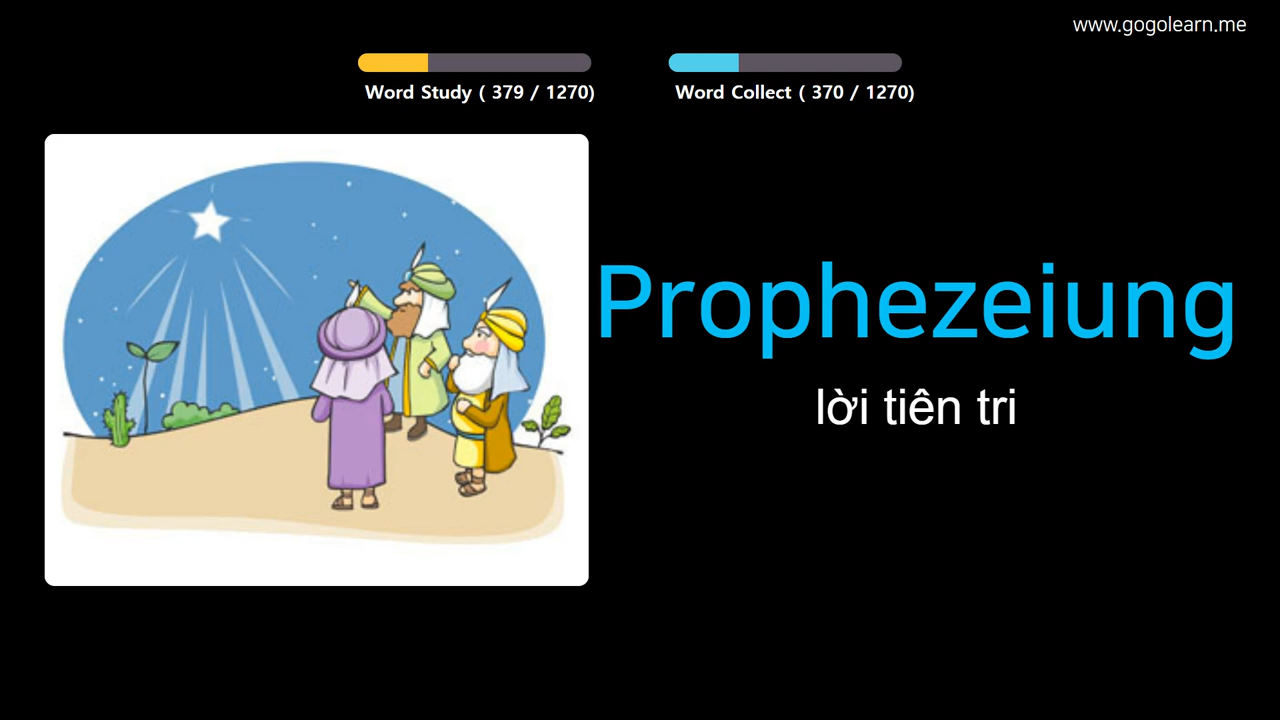 www.gogolearn.me
Word Study ( 379 / 1270)
Word Collect ( 370 / 1270)
Prophezeiung
lời tiên tri